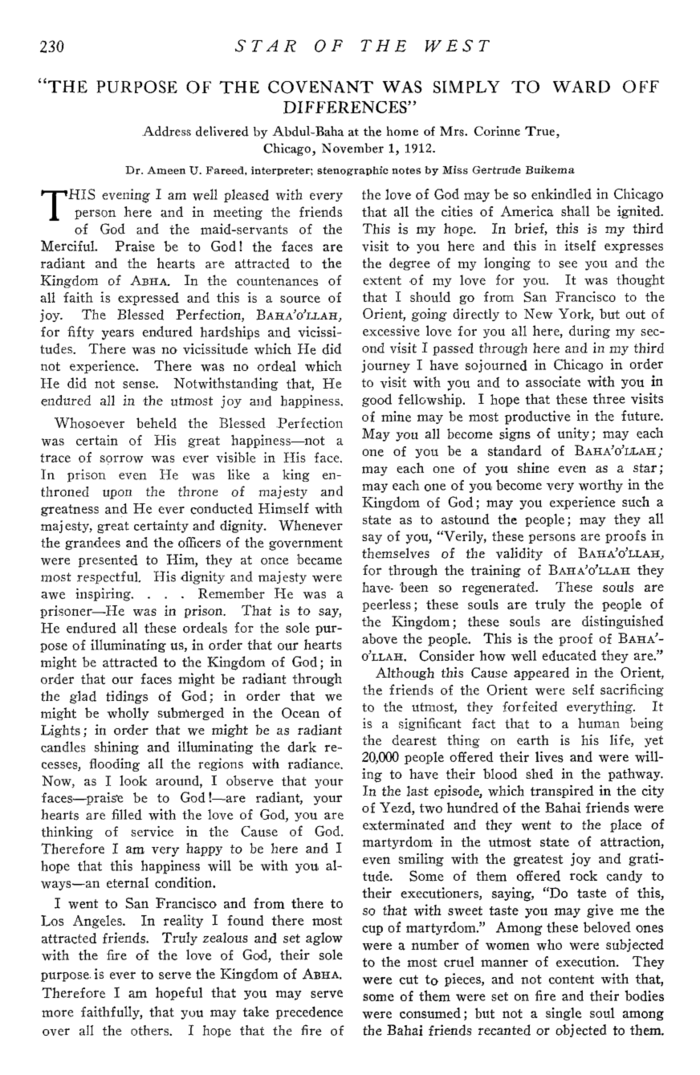 230
STAR OF THE WEST
"THE PURPOSE OF THE COVENANT WAS SIMPLY TO WARD OFF
DIFFERENCES"
Address delivered by Abdul-Baha at the home of Mrs. Corinne True,
Chicago, November 1, 1912.
Dr. Ameen U. Fareed, interpreter; stenographic notes by Miss Gertrude Buikema
THIS evening I am well pleased with every
person here and in meeting the friends
of God and the maid-servants of the
Merciful. Praise be to God! the faces are
radiant and the hearts are attracted to the
Kingdom of ABHA. In the countenances of
all faith is expressed and this is a source of
joy. The Blessed Perfection, BAHA'O'LLAH,
for fifty years endured hardships and vicissi-
tudes. There was no vicissitude which He did
not experience. There was no ordeal which
He did not sense. Notwithstanding that, He
endured all in the utmost joy and happiness.
Whosoever beheld the Blessed Perfection
was certain of His great happiness—not a
trace of sorrow was ever visible in His face.
In prison even He was like a king en-
throned upon the throne of majesty and
greatness and He ever conducted Himself with
majesty, great certainty and dignity. Whenever
the grandees and the officers of the government
were presented to Him, they at once became
most respectful. His dignity and majesty were
awe inspiring. . . . Remember He was a
prisoner—He was in prison. That is to say,
He endured all these ordeals for the sole pur-
pose of illuminating us, in order that our hearts
might be attracted to the Kingdom of God; in
order that our faces might be radiant through
the glad tidings of God; in order that we
might be wholly submerged in the Ocean of
Lights; in order that we might be as radiant
candles shining and illuminating the dark re-
cesses, flooding all the regions with radiance.
Now, as I look around, I observe that your
faces—praise be to God!—are radiant, your
hearts are filled with the love of God, you are
thinking of service in the Cause of God.
Therefore I am very happy to be here and I
hope that this happiness will be with you al-
ways—an eternal condition.
I went to San Francisco and from there to
Los Angeles. In reality I found there most
attracted friends. Truly zealous and set aglow
with the fire of the love of God, their sole
purpose is ever to serve the Kingdom of ABHA.
Therefore I am hopeful that you may serve
more faithfully, that you may take precedence
over all the others. I hope that the fire of
the love of God may be so enkindled in Chicago
that all the cities of America shall be ignited.
This is my hope. In brief, this is my third
visit to you here and this in itself expresses
the degree of my longing to see you and the
extent of my love for you. It was thought
that I should go from San Francisco to the
Orient, going directly to New York, but out of
excessive love for you all here, during my sec-
ond visit I passed through here and in my third
journey I have sojourned in Chicago in order
to visit with you and to associate with you in
good fellowship. I hope that these three visits
of mine may be most productive in the future.
May you all become signs of unity; may each
one of you be a standard of BAHA'O'LLAH;
may each one of you shine even as a star;
may each one of you become very worthy in the
Kingdom of God; may you experience such a
state as to astound the people; may they all
say of you, "Verily, these persons are proofs in
themselves of the validity of BAHA'O'LLAH,
for through the training of BAHA'O'LLAH they
have been so regenerated. These souls are
peerless; these souls are truly the people of
the Kingdom; these souls are distinguished
above the people. This is the proof of BAHA'-
O'LLAH. Consider how well educated they are."
Although this Cause appeared in the Orient,
the friends of the Orient were self sacrificing
to the utmost, they forfeited everything. It
is a significant fact that to a human being
the dearest thing on earth is his life, yet
20,000 people offered their lives and were will-
ing to have their blood shed in the pathway.
In the last episode, which transpired in the city
of Yezd, two hundred of the Bahai friends were
exterminated and they went to the place of
martyrdom in the utmost state of attraction,
even smiling with the greatest joy and grati-
tude. Some of them offered rock candy to
their executioners, saying, "Do taste of this,
so that with sweet taste you may give me the
cup of martyrdom." Among these beloved ones
were a number of women who were subjected
to the most cruel manner of execution. They
were cut to pieces, and not content with that,
some of them were set on fire and their bodies
were consumed; but not a single soul among
the Bahai friends recanted or objected to them.